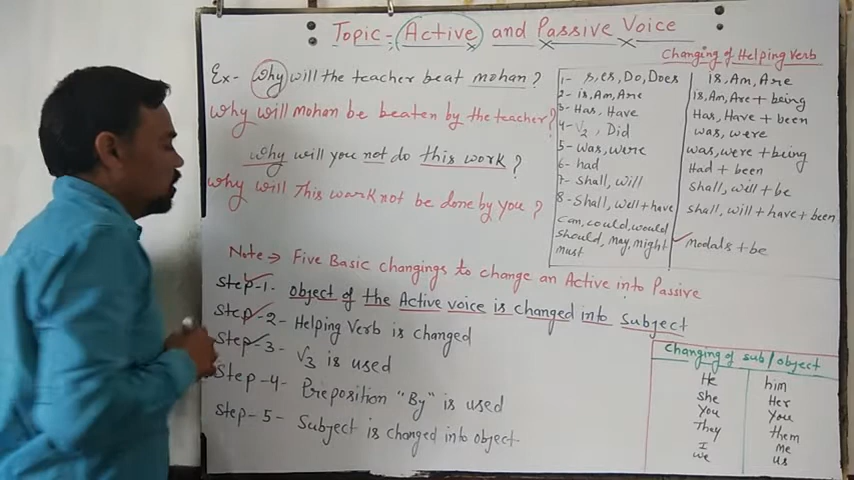 Topic:- Active and Passive Voice
Changing of Helping Verb
Ex- Why will the teacher beat mohan?
Why will mohan be beaten by the teacher?
Why will you not do this work?
Why will This work not be done by you?
1- s, es, Do, Does is, Am, Are
2- is, Am, Are is, Am, Are + being
3- Has, Have Has, Have + been
4- V2, Did was, were
5- was, were was, were + being
6- had Had + been
7- Shall, will Shall, will + be
8- Shall, will + have shall, will + have + been
can, could, would
should, may, might Modals + be
must
Note → Five Basic changings to change an Active into Passive
Step-1- object of the Active voice is changed into Subject
Step-2- Helping Verb is changed
Step-3- V3 is used
Step-4- Preposition "By" is used
Step-5- Subject is changed into object
Changing of sub/object
He him
She Her
You You
They them
I me
We us